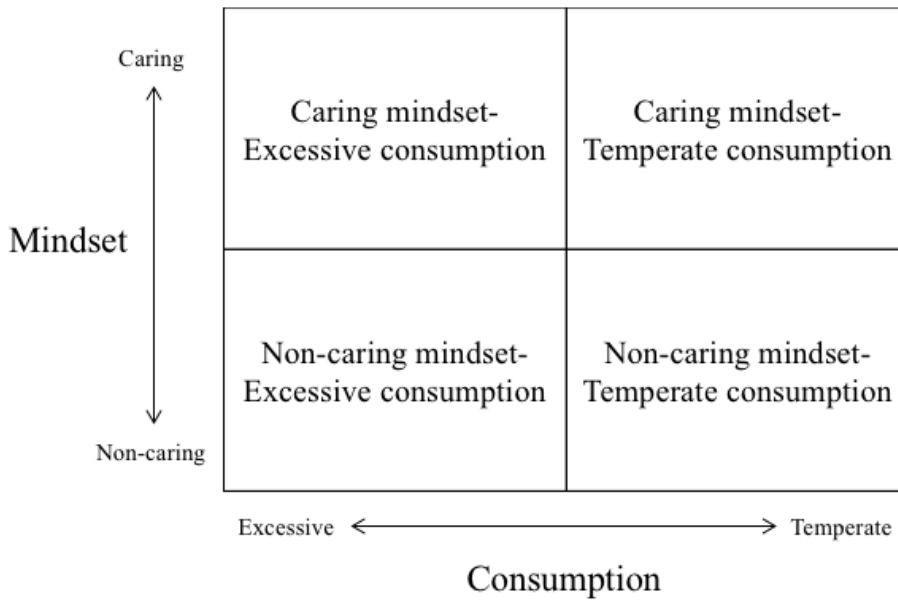 Caring
Caring mindset-
Excessive consumption
Caring mindset-
Temperate consumption
Mindset
Non-caring mindset-
Excessive consumption
Non-caring mindset-
Temperate consumption
Non-caring
Excessive
Temperate
Consumption